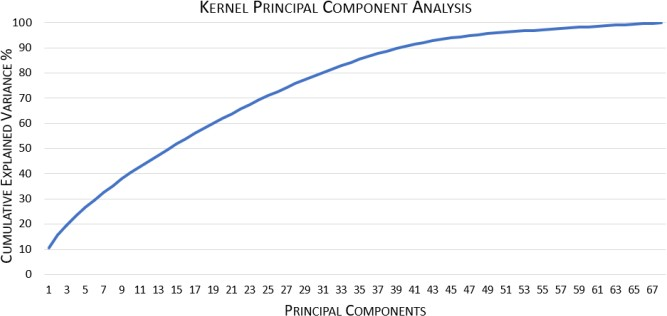 KERNEL PRINCIPAL COMPONENT ANALYSIS
CUMULATIVE EXPLAINED VARIANCE %
100
90
80
70
60
50
40
30
20
10
0
1 3 5 7 9 11 13 15 17 19 21 23 25 27 29 31 33 35 37 39 41 43 45 47 49 51 53 55 57 59 61 63 65 67
PRINCIPAL COMPONENTS